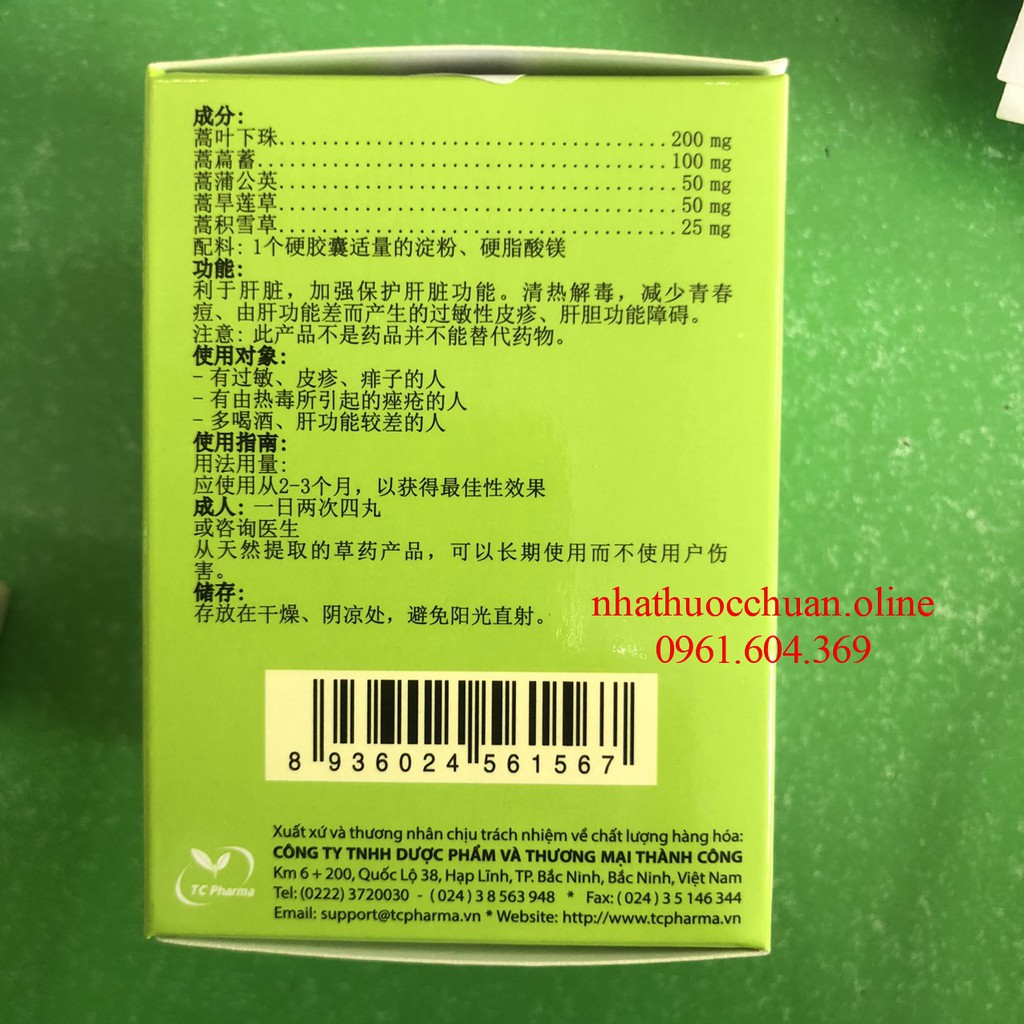 成分:
蒿叶下珠...................................200 mg
蒿萹蓄.....................................100 mg
蒿蒲公英....................................50 mg
蒿旱莲草....................................50 mg
蒿积雪草....................................25 mg
配料: 1个硬胶囊适量的淀粉、硬脂酸镁
功能:
利于肝脏，加强保护肝脏功能。清热解毒，减少青春
痘、由肝功能差而产生的过敏性皮疹、肝胆功能障碍。
注意: 此产品不是药品并不能替代药物。
使用对象:
- 有过敏、皮疹、痱子的人
- 有由热毒所引起的痤疮的人
- 多喝酒、肝功能较差的人
使用指南:
用法用量:
应使用从2-3个月，以获得最佳性效果
成人: 一日两次四丸
或咨询医生
从天然提取的草药产品，可以长期使用而不使用户伤
害。
储存:
存放在干燥、阴凉处，避免阳光直射。
nhathuocchuan.oline
0961.604.369
8 936024 561567
Xuất xứ và thương nhân chịu trách nhiệm về chất lượng hàng hóa:
CÔNG TY TNHH DƯỢC PHẨM VÀ THƯƠNG MẠI THÀNH CÔNG
Km 6 + 200, Quốc Lộ 38, Hạp Lĩnh, TP. Bắc Ninh, Bắc Ninh, Việt Nam
Tel: (0222) 3720030 - (024) 3 8 563 948 * Fax: (024) 3 5 146 344
Email: support@tcpharma.vn * Website: http://www.tcpharma.vn
TC Pharma